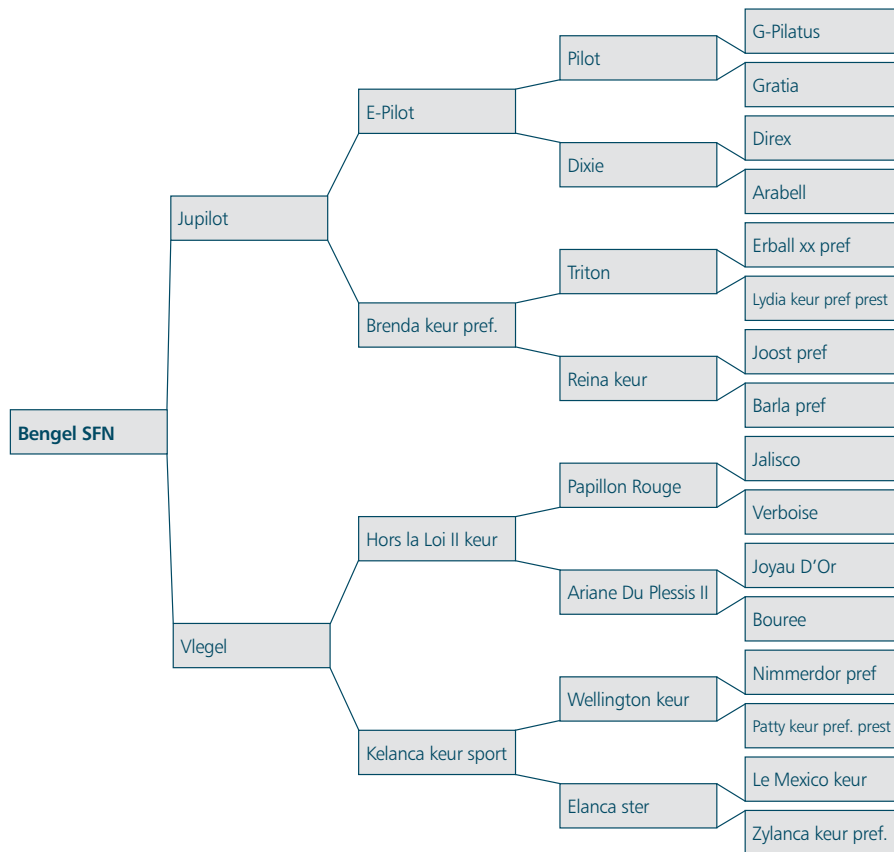 G-Pilatus
Pilot
Gratia
E-Pilot
Direx
Dixie
Arabell
Jupilot
Erball xx pref
Triton
Lydia keur pref prest
Brenda keur pref.
Joost pref
Reina keur
Barla pref
Bengel SFN
Jalisco
Papillon Rouge
Verboise
Hors la Loi II keur
Joyau D’Or
Ariane Du Plessis II
Bouree
Vlegel
Nimmerdor pref
Wellington keur
Patty keur pref. prest
Kelanca keur sport
Le Mexico keur
Elanca ster
Zylanca keur pref.